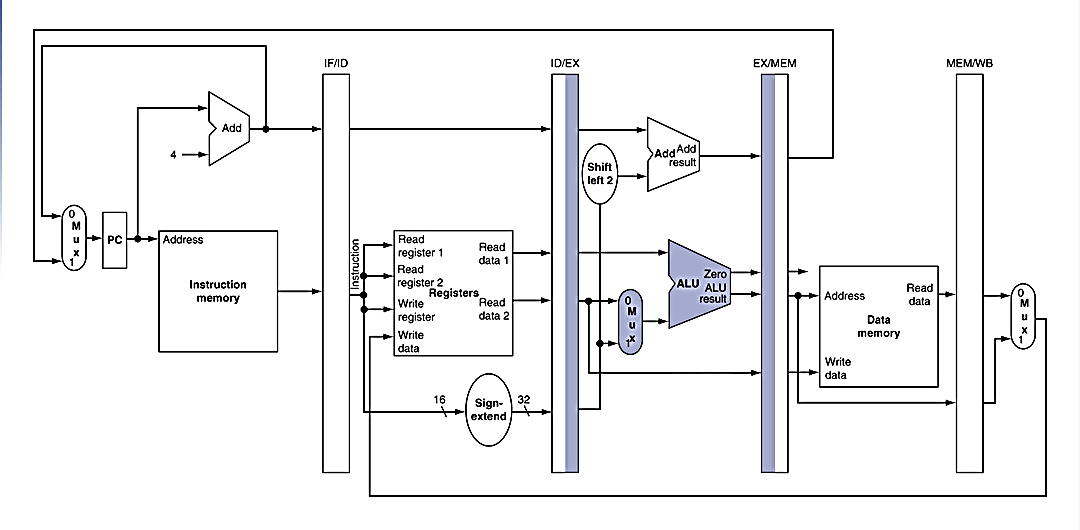 IF/ID
ID/EX
EX/MEM
MEM/WB
Add
4
Shift
left 2
Add
Add
result
0
M
u
x
1
PC
Address
Instruction
memory
Instruction
Read
register 1
Read
register 2
Registers
Write
register
Write
data
Read
data 1
Read
data 2
16
Sign-
extend
32
0
M
u
x
1
ALU
Zero
ALU
result
Address
Read
data
Data
memory
Write
data
0
M
u
x
1